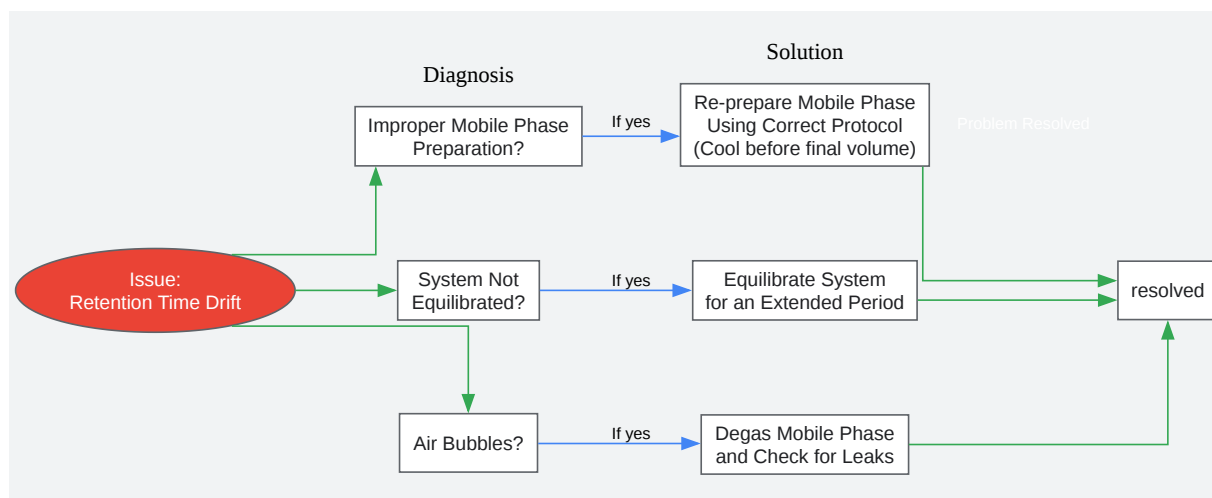 Solution
Diagnosis
Re-prepare Mobile Phase
Using Correct Protocol
(Cool before final volume)
Improper Mobile Phase
Preparation?
If yes
Problem Resolved
Issue:
Retention Time Drift
System Not
Equilibrated?
If yes
Equilibrate System
for an Extended Period
resolved
Air Bubbles?
If yes
Degas Mobile Phase
and Check for Leaks